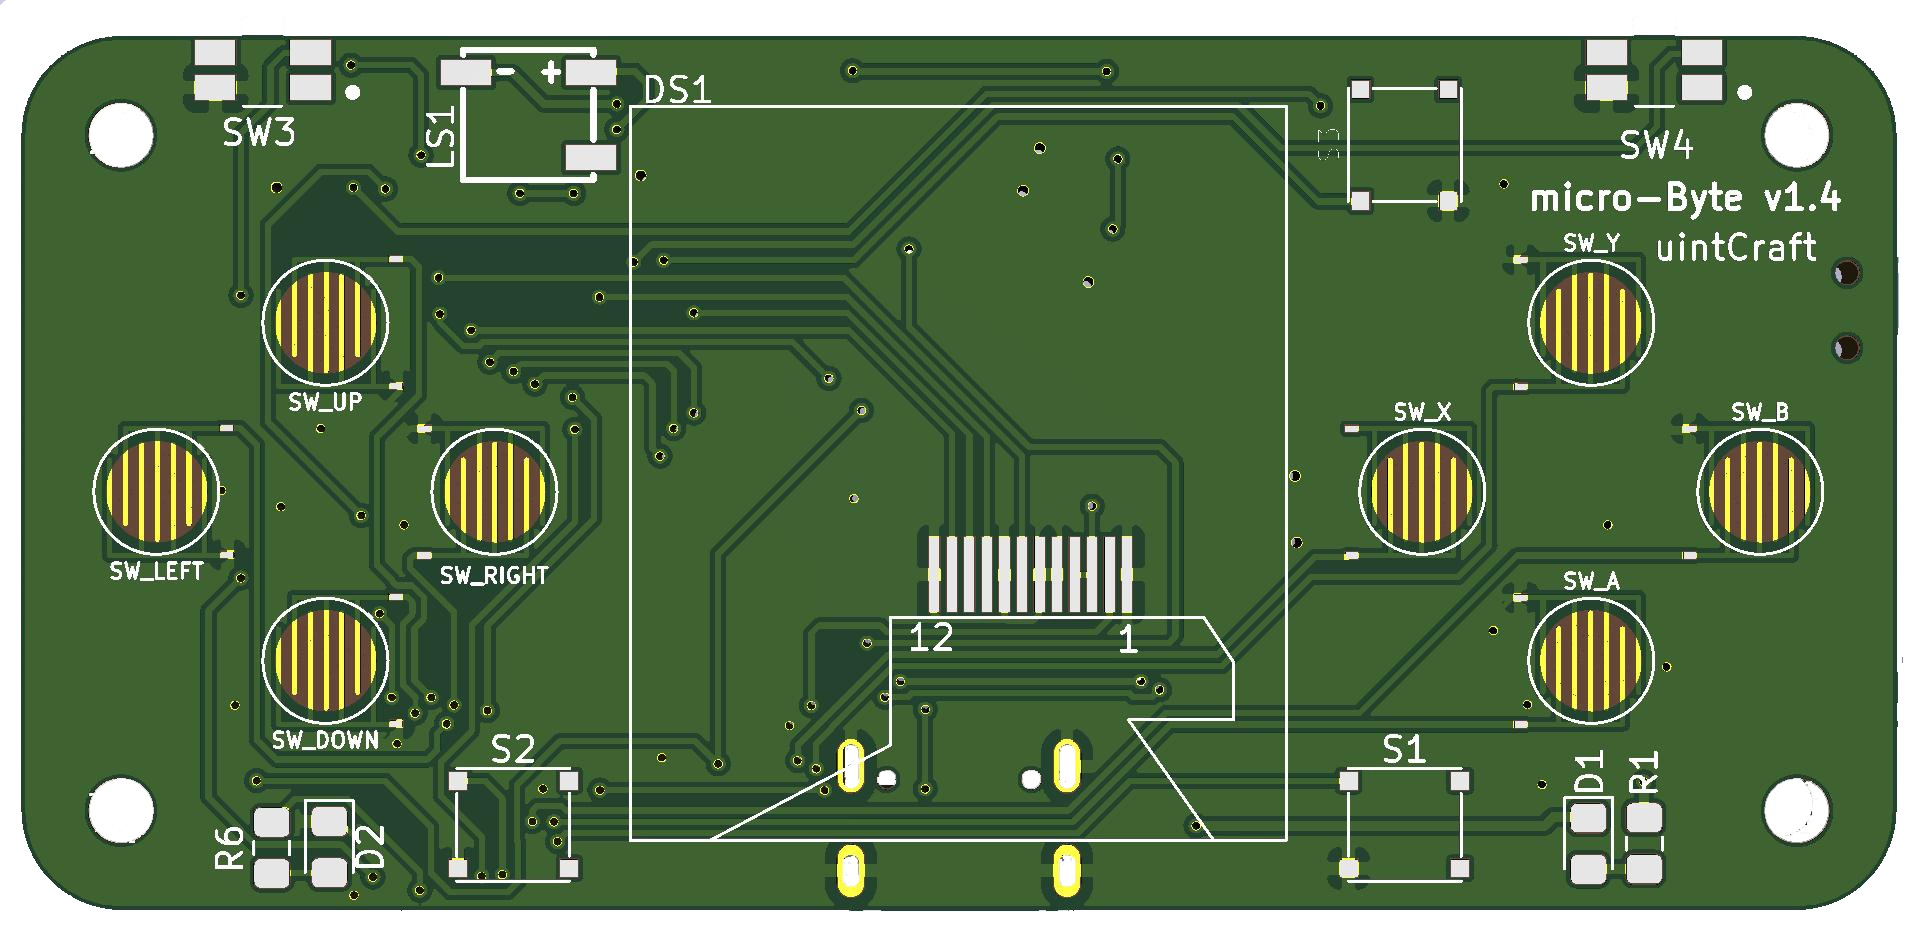 DS1
- +
LS1
SW3
SW4
micro-Byte v1.4
uintCraft
SW_Y
SW_UP
SW_X
SW_B
SW_LEFT
SW_RIGHT
SW_A
12
1
SW_DOWN
S2
S1
D1
R1
R6
D2